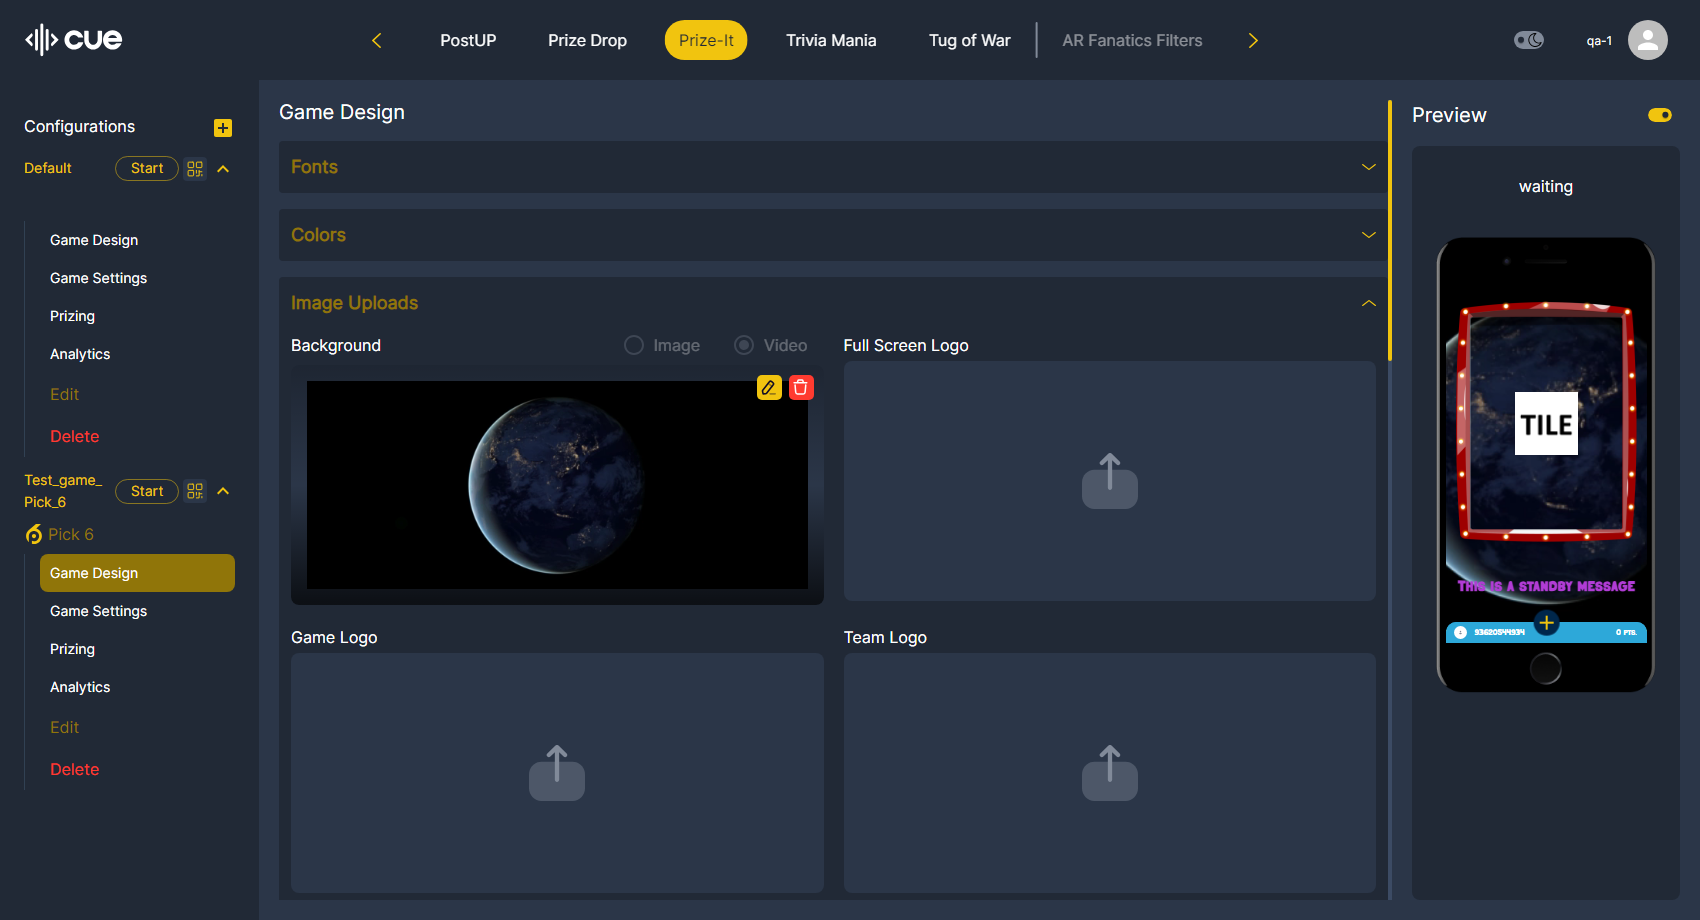 cue
PostUP
Prize Drop
Prize-It
Trivia Mania
Tug of War
AR Fanatics Filters
qa-1
Configurations
Default
Start
Game Design
Game Settings
Prizing
Analytics
Edit
Delete
Test_game_
Pick_6
Start
Pick 6
Game Design
Game Settings
Prizing
Analytics
Edit
Delete
Game Design
Fonts
Colors
Image Uploads
Background
Image
Video
Full Screen Logo
Game Logo
Team Logo
Preview
waiting
TILE
THIS IS A STANDBY MESSAGE
0 PTS.